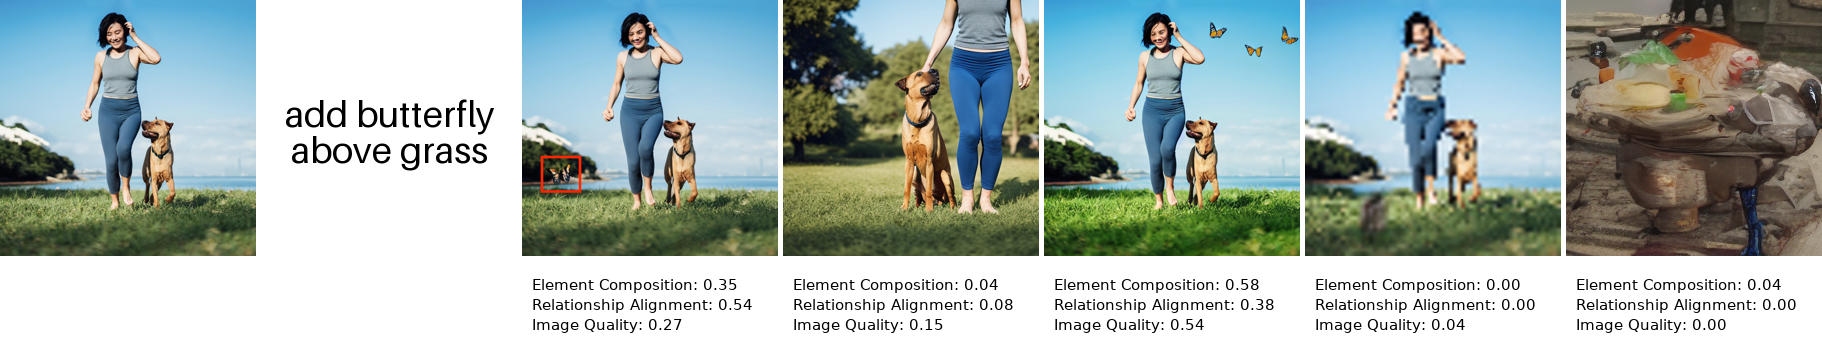 add butterfly
above grass
Element Composition: 0.35
Relationship Alignment: 0.54
Image Quality: 0.27
Element Composition: 0.04
Relationship Alignment: 0.08
Image Quality: 0.15
Element Composition: 0.58
Relationship Alignment: 0.38
Image Quality: 0.54
Element Composition: 0.00
Relationship Alignment: 0.00
Image Quality: 0.04
Element Composition: 0.04
Relationship Alignment: 0.00
Image Quality: 0.00